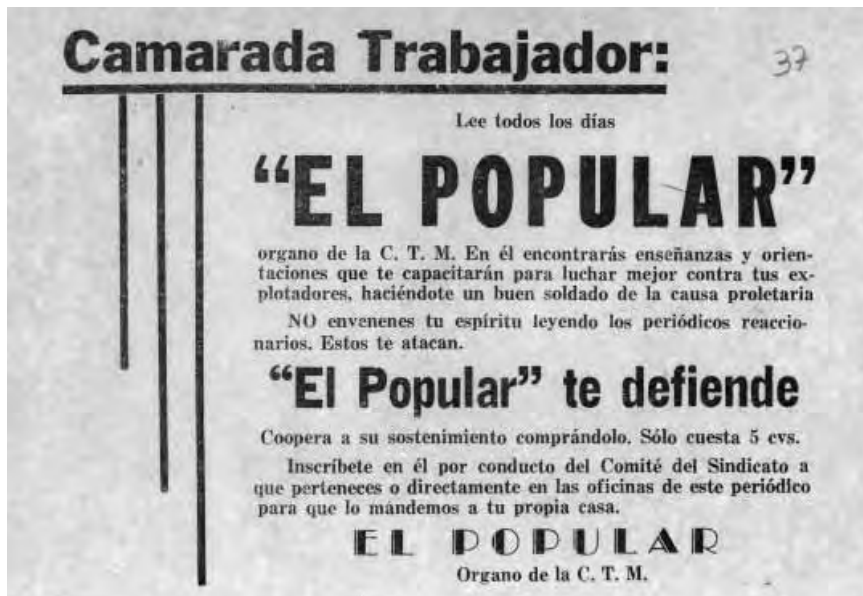 Camarada Trabajador:
37
Lee todos los días
“EL POPULAR”
organo de la C. T. M. En él encontrarás enseñanzas y orien-
taciones que te capacitarán para luchar mejor contra tus ex-
plotadores, haciéndote un buen soldado de la causa proletaria
NO envenenes tu espíritu leyendo los periódicos reaccio-
narios. Estos te atacan.
“El Popular” te defiende
Coopera a su sostenimiento comprándolo. Sólo cuesta 5 cvs.
Inscríbete en él por conducto del Comité del Sindicato a
que perteneces o directamente en las oficinas de este periódico
para que lo mándemos a tu propia casa.
EL POPULAR
Organo de la C. T. M.